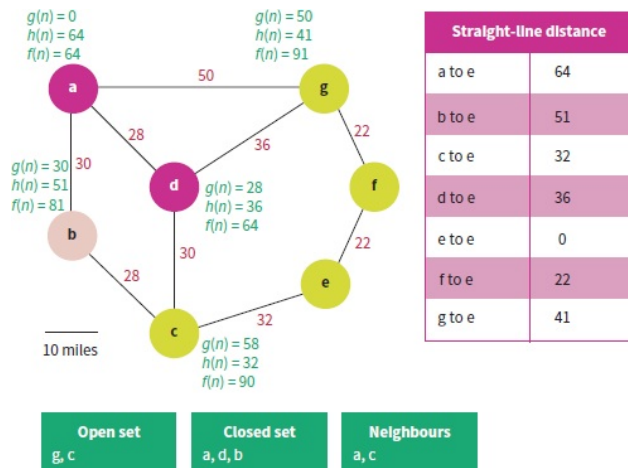 g(n) = 0
h(n) = 64
f(n) = 64
g(n) = 50
h(n) = 41
f(n) = 91
a
50
g
28
36
22
30
g(n) = 30
h(n) = 51
f(n) = 81
d
g(n) = 28
h(n) = 36
f(n) = 64
f
b
30
22
28
e
c
32
g(n) = 58
h(n) = 32
f(n) = 90
10 miles
Straight-line distance
a to e 64
b to e 51
c to e 32
d to e 36
e to e 0
f to e 22
g to e 41
Open set
g, c
Closed set
a, d, b
Neighbours
a, c